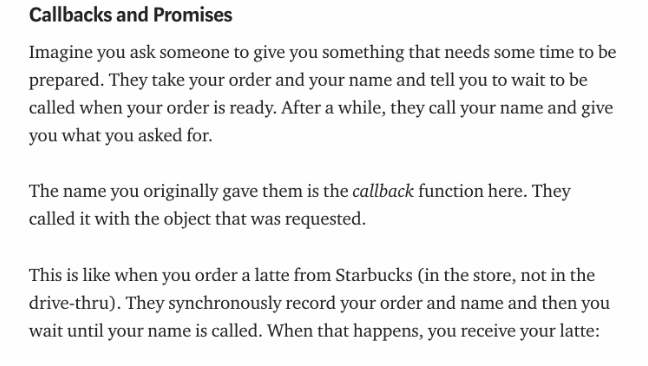 Callbacks and Promises
Imagine you ask someone to give you something that needs some time to be
prepared. They take your order and your name and tell you to wait to be
called when your order is ready. After a while, they call your name and give
you what you asked for.
The name you originally gave them is the callback function here. They
called it with the object that was requested.
This is like when you order a latte from Starbucks (in the store, not in the
drive-thru). They synchronously record your order and name and then you
wait until your name is called. When that happens, you receive your latte: